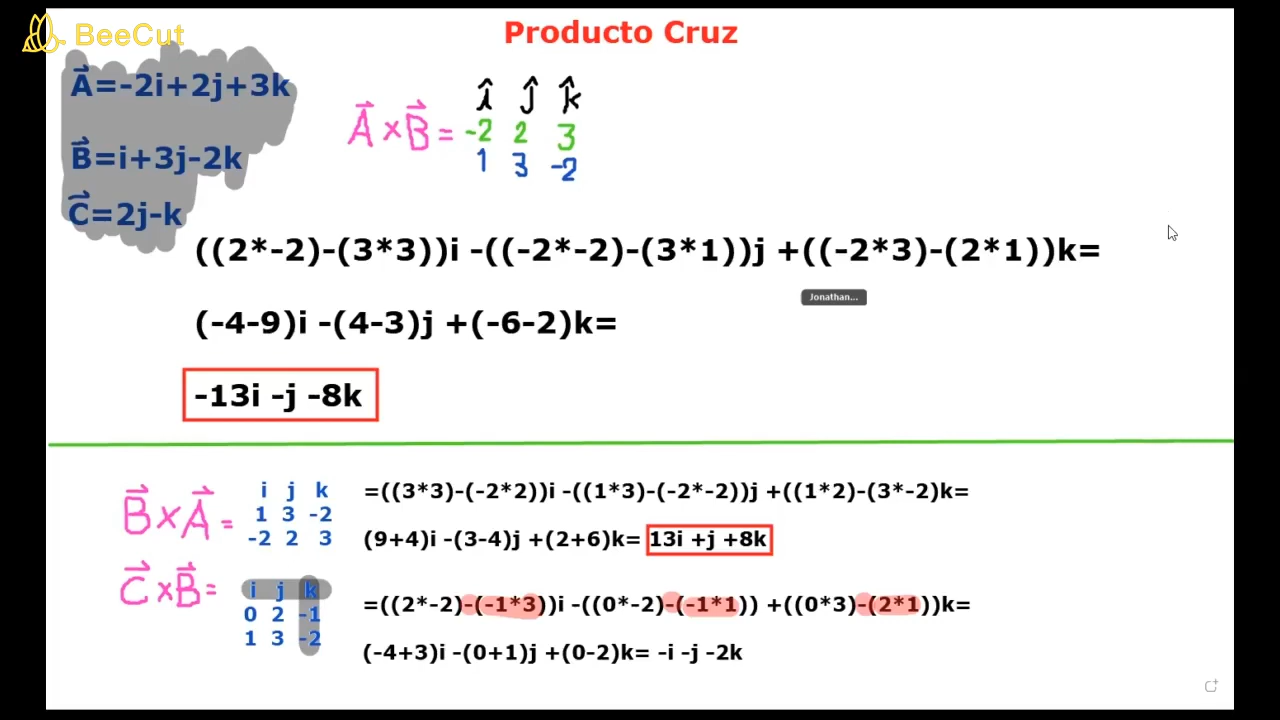 BeeCut
Producto Cruz
A⃗=-2i+2j+3k
B⃗=i+3j-2k
C⃗=2j-k
A⃗ × B⃗ =
î ĵ k̂
-2 2 3
1 3 -2
((2*-2)-(3*3))i -((-2*-2)-(3*1))j +((-2*3)-(2*1))k=
Jonathan...
(-4-9)i -(4-3)j +(-6-2)k=
-13i -j -8k
B⃗ × A⃗ =
i j k
1 3 -2
-2 2 3
=((3*3)-(-2*2))i -((1*3)-(-2*-2))j +((1*2)-(3*-2)k=
(9+4)i -(3-4)j +(2+6)k= 13i +j +8k
C⃗ × B⃗ =
i j k
0 2 -1
1 3 -2
=((2*-2)-(-1*3))i -((0*-2)-(-1*1)) +((0*3)-(2*1))k=
(-4+3)i -(0+1)j +(0-2)k= -i -j -2k